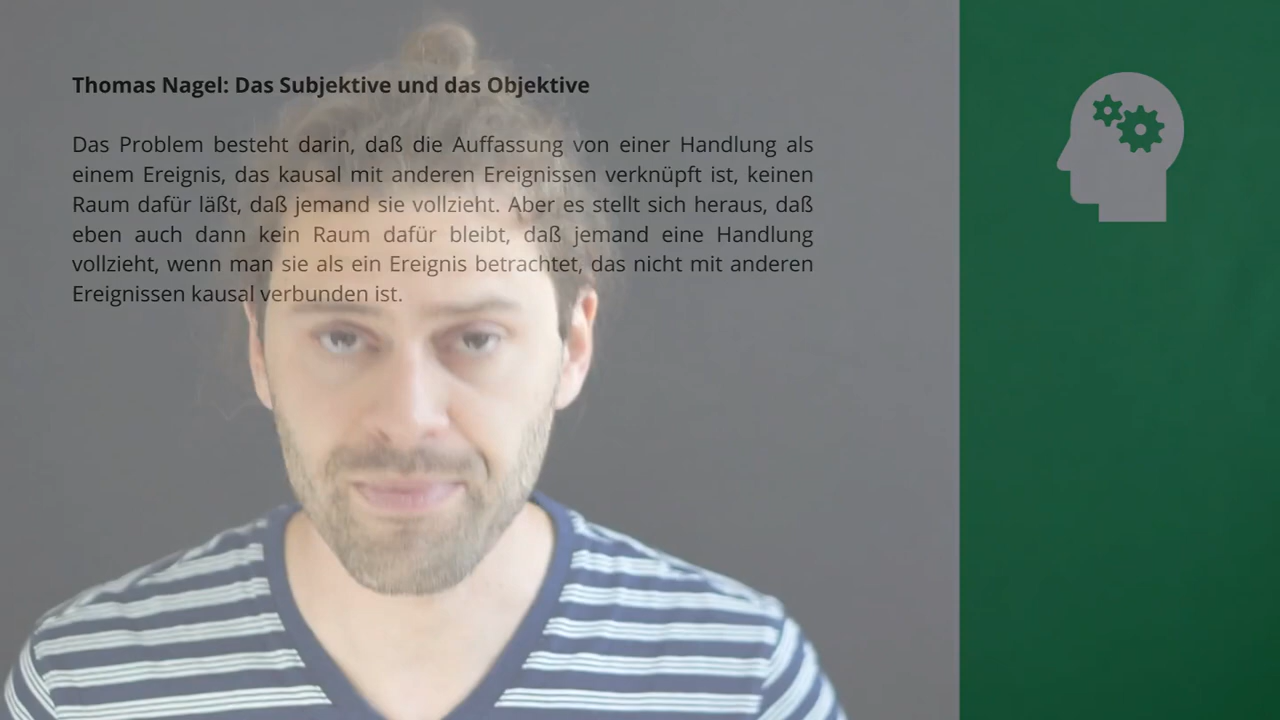 Thomas Nagel: Das Subjektive und das Objektive
Das Problem besteht darin, daß die Auffassung von einer Handlung als
einem Ereignis, das kausal mit anderen Ereignissen verknüpft ist, keinen
Raum dafür läßt, daß jemand sie vollzieht. Aber es stellt sich heraus, daß
eben auch dann kein Raum dafür bleibt, daß jemand eine Handlung
vollzieht, wenn man sie als ein Ereignis betrachtet, das nicht mit anderen
Ereignissen kausal verbunden ist.